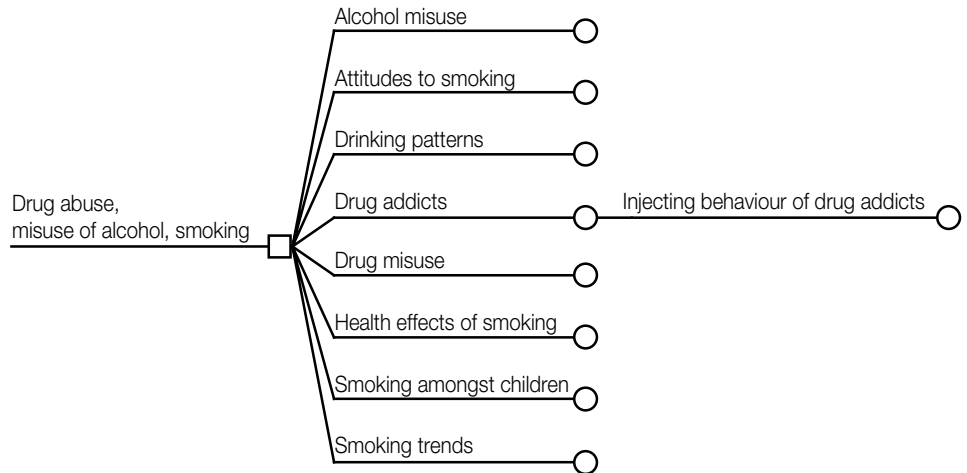 Alcohol misuse
Attitudes to smoking
Drinking patterns
Drug abuse,
misuse of alcohol, smoking
Drug addicts
Injecting behaviour of drug addicts
Drug misuse
Health effects of smoking
Smoking amongst children
Smoking trends